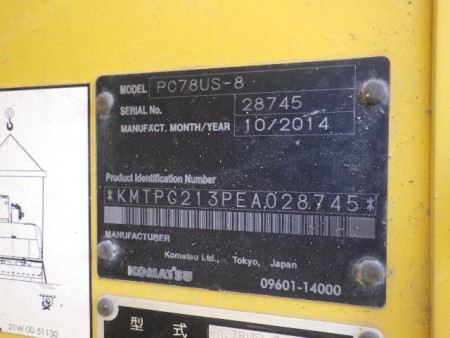 MODEL PC78US-8
SERIAL No. 28745
MANUFACT. MONTH/YEAR 10/2014
Product Identification Number
*KMTPG213PEA028745*
MANUFACTURER
Komatsu Ltd., Tokyo, Japan
KOMATSU
09601-14000
21W-00-51130
型式